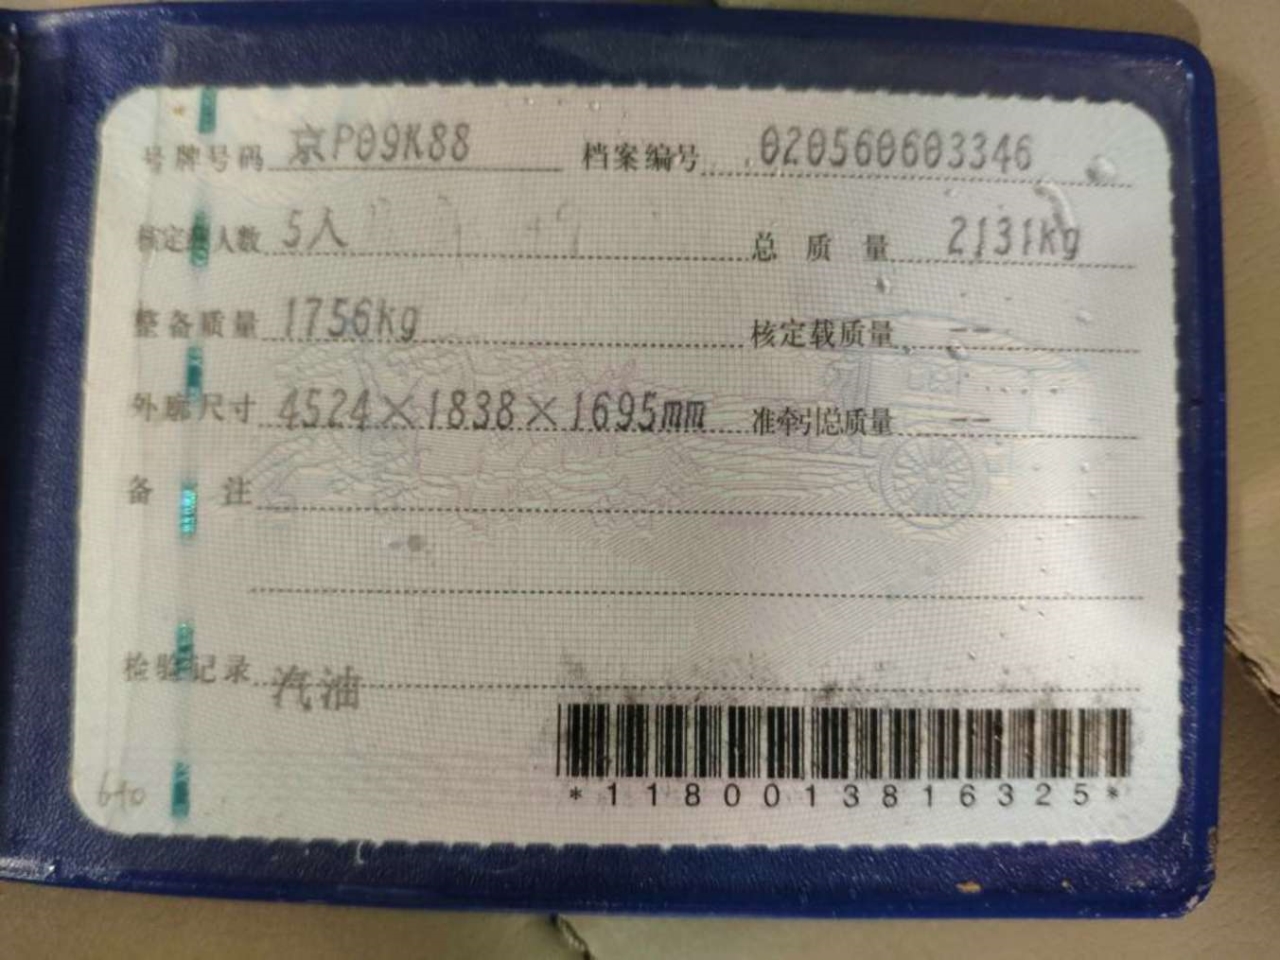 号牌号码 京P09K88 档案编号 020560603346
核定载人数 5人 总质量 2131kg
整备质量 1756kg 核定载质量 --
外廓尺寸 4524×1838×1695mm 准牵引总质量 --
备注
检验记录 汽油
*1180013816325*
640